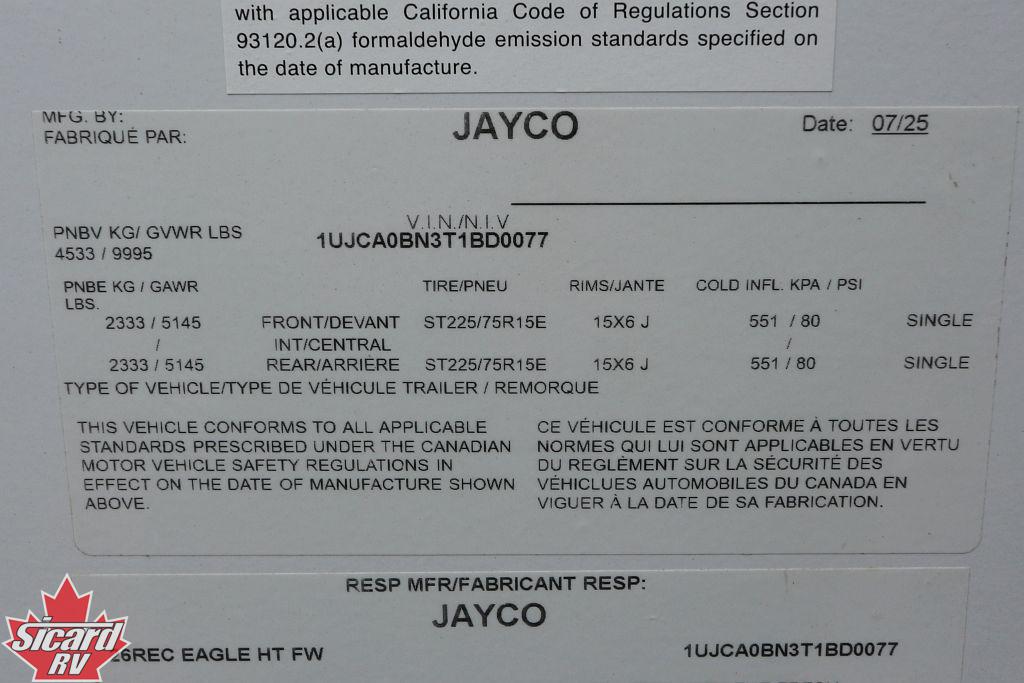 with applicable California Code of Regulations Section
93120.2(a) formaldehyde emission standards specified on
the date of manufacture.
MFG. BY:
FABRIQUÉ PAR:
JAYCO
Date: 07/25
V.I.N./N.I.V
PNBV KG/ GVWR LBS
1UJCA0BN3T1BD0077
4533 / 9995
PNBE KG / GAWR TIRE/PNEU RIMS/JANTE COLD INFL. KPA / PSI
LBS.
2333 / 5145 FRONT/DEVANT ST225/75R15E 15X6 J 551 / 80 SINGLE
/ INT/CENTRAL /
2333 / 5145 REAR/ARRIÈRE ST225/75R15E 15X6 J 551 / 80 SINGLE
TYPE OF VEHICLE/TYPE DE VÉHICULE TRAILER / REMORQUE
THIS VEHICLE CONFORMS TO ALL APPLICABLE
STANDARDS PRESCRIBED UNDER THE CANADIAN
MOTOR VEHICLE SAFETY REGULATIONS IN
EFFECT ON THE DATE OF MANUFACTURE SHOWN
ABOVE.
CE VÉHICULE EST CONFORME À TOUTES LES
NORMES QUI LUI SONT APPLICABLES EN VERTU
DU REGLÈMENT SUR LA SÉCURITÉ DES
VÉHICLUES AUTOMOBILES DU CANADA EN
VIGUER À LA DATE DE SA FABRICATION.
RESP MFR/FABRICANT RESP:
JAYCO
26REC EAGLE HT FW 1UJCA0BN3T1BD0077
Sicard
RV